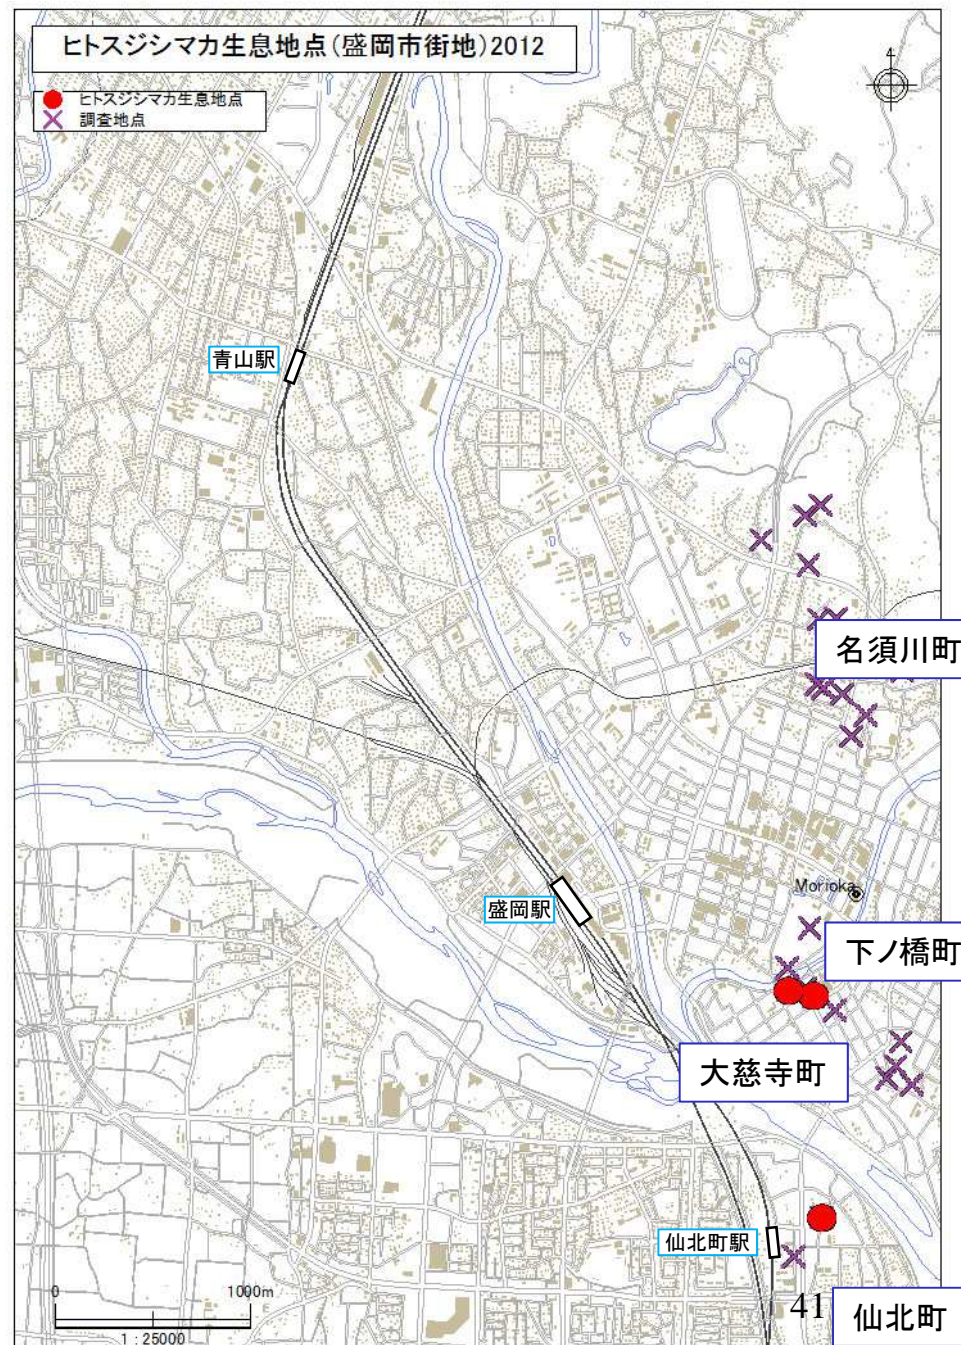 ヒトスジシマカ生息地点(盛岡市街地)2012
ヒトスジシマカ生息地点
調査地点
青山駅
名須川町
盛岡駅
Morioka
下ノ橋町
大慈寺町
仙北町駅
仙北町
41
0 1000m
1:25000